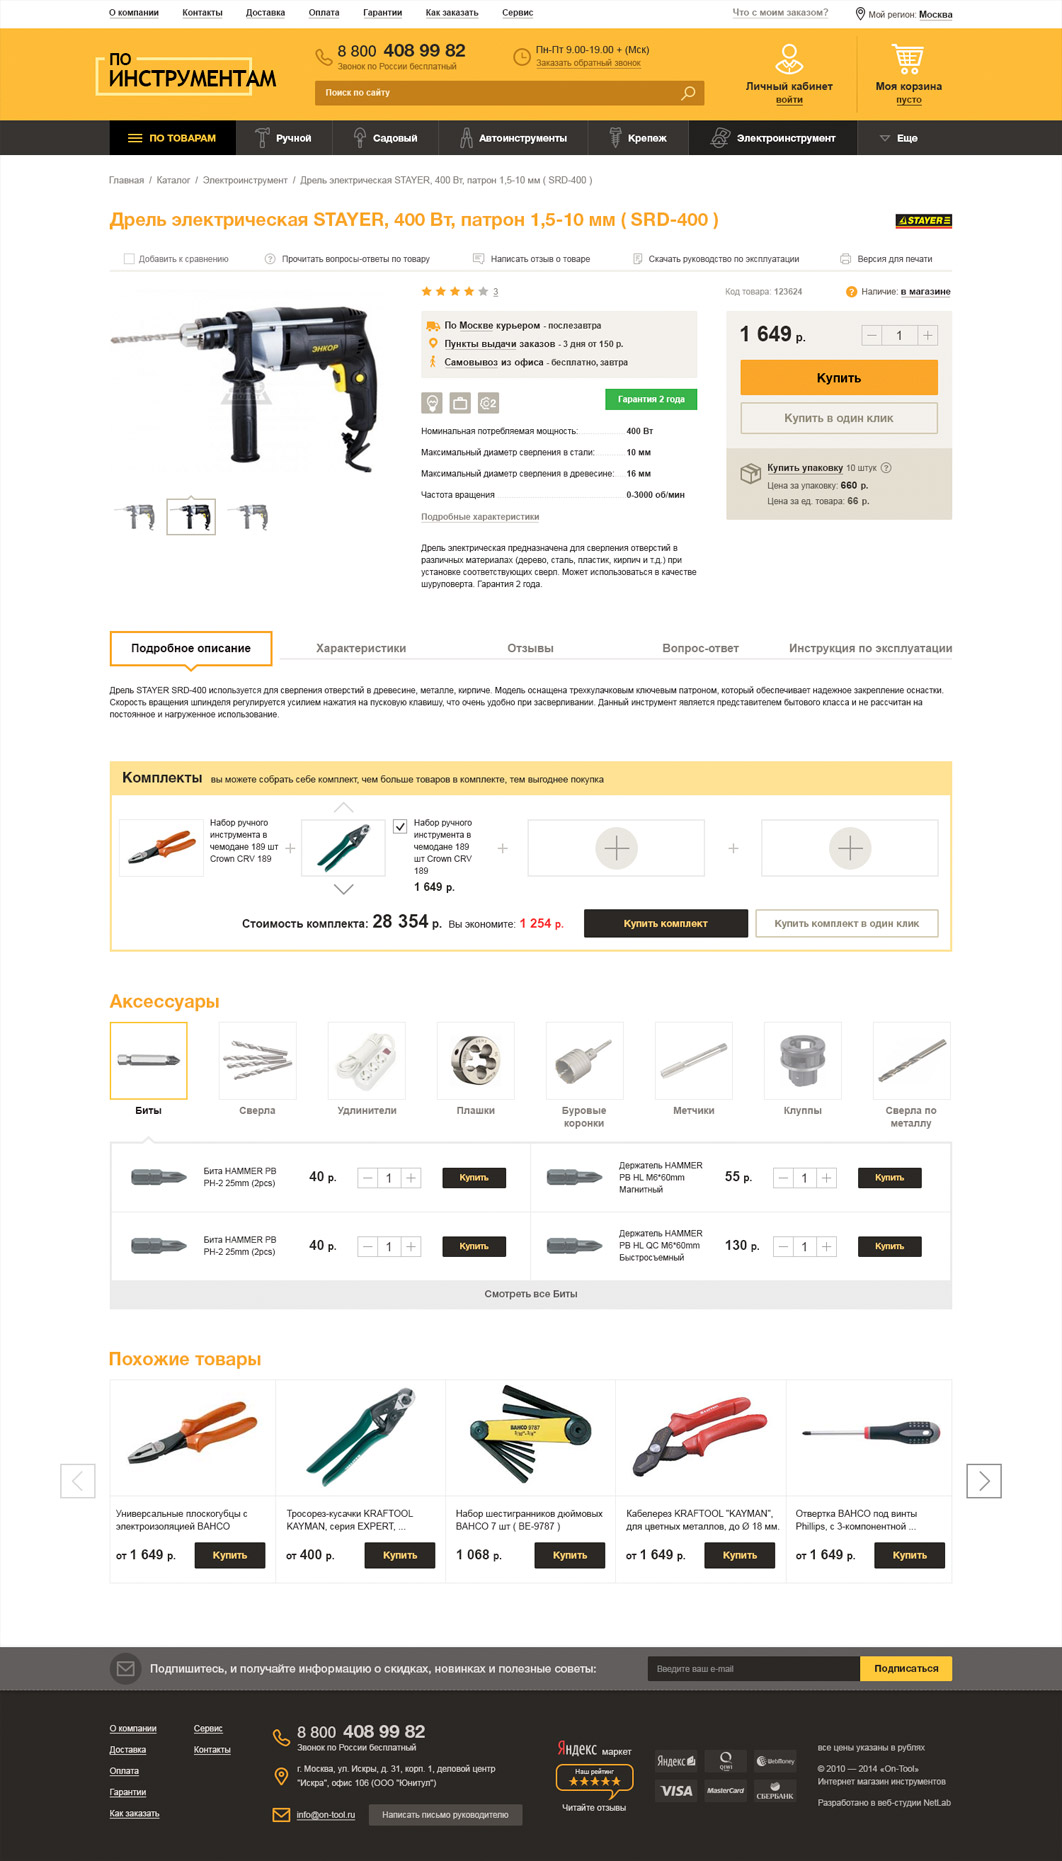 О компании Контакты Доставка Оплата Гарантии Как заказать Сервис Что с моим заказом? Мой регион: Москва
ПО ИНСТРУМЕНТАМ
8 800 408 99 82
Звонок по России бесплатный
Пн-Пт 9.00-19.00 + (Мск)
Заказать обратный звонок
Поиск по сайту
Личный кабинет
войти
Моя корзина
пусто
ПО ТОВАРАМ Ручной Садовый Автоинструменты Крепеж Электроинструмент Еще
Главная / Каталог / Электроинструмент / Дрель электрическая STAYER, 400 Вт, патрон 1,5-10 мм ( SRD-400 )
Дрель электрическая STAYER, 400 Вт, патрон 1,5-10 мм ( SRD-400 )
STAYER
Добавить к сравнению Прочитать вопросы-ответы по товару Написать отзыв о товаре Скачать руководство по эксплуатации Версия для печати
ЭНКОР
3
Код товара: 123624
Наличие: в магазине
По Москве курьером - послезавтра
Пункты выдачи заказов - 3 дня от 150 р.
Самовывоз из офиса - бесплатно, завтра
Гарантия 2 года
Номинальная потребляемая мощность: 400 Вт
Максимальный диаметр сверления в стали: 10 мм
Максимальный диаметр сверления в древесине: 16 мм
Частота вращения 0-3000 об/мин
Подробные характеристики
Дрель электрическая предназначена для сверления отверстий в
различных материалах (дерево, сталь, пластик, кирпич и т.д.) при
установке соответствующих сверл. Может использоваться в качестве
шуруповерта. Гарантия 2 года.
1 649 р.
1
Купить
Купить в один клик
Купить упаковку 10 штук
Цена за упаковку: 660 р.
Цена за ед. товара: 66 р.
Подробное описание Характеристики Отзывы Вопрос-ответ Инструкция по эксплуатации
Дрель STAYER SRD-400 используется для сверления отверстий в древесине, металле, кирпиче. Модель оснащена трехкулачковым ключевым патроном, который обеспечивает надежное закрепление оснастки.
Скорость вращения шпинделя регулируется усилием нажатия на пусковую клавишу, что очень удобно при засверливании. Данный инструмент является представителем бытового класса и не рассчитан на
постоянное и нагруженное использование.
Комплекты вы можете собрать себе комплект, чем больше товаров в комплекте, тем выгоднее покупка
Набор ручного
инструмента в
чемодане 189 шт
Crown CRV 189
Набор ручного
инструмента в
чемодане 189
шт Crown CRV
189
1 649 р.
Стоимость комплекта: 28 354 р. Вы экономите: 1 254 р.
Купить комплект
Купить комплект в один клик
Аксессуары
Биты
Сверла
Удлинители
Плашки
Буровые
коронки
Метчики
Клуппы
Сверла по
металлу
Бита HAMMER PB
PH-2 25mm (2pcs)
40 р.
1
Купить
Держатель HAMMER
PB HL M6*60mm
Магнитный
55 р.
1
Купить
Бита HAMMER PB
PH-2 25mm (2pcs)
40 р.
1
Купить
Держатель HAMMER
PB HL QC M6*60mm
Быстросъемный
130 р.
1
Купить
Смотреть все Биты
Похожие товары
BAHCO 9787
Универсальные плоскогубцы с
электроизоляцией BAHCO
от 1 649 р.
Купить
Тросорез-кусачки KRAFTOOL
KAYMAN, серия EXPERT, ...
от 400 р.
Купить
Набор шестигранников дюймовых
BAHCO 7 шт ( BE-9787 )
1 068 р.
Купить
Кабелерез KRAFTOOL "KAYMAN",
для цветных металлов, до Ø 18 мм.
от 1 649 р.
Купить
Отвертка BAHCO под винты
Phillips, с 3-компонентной ...
от 1 649 р.
Купить
Подпишитесь, и получайте информацию о скидках, новинках и полезные советы:
Введите ваш e-mail
Подписаться
О компании
Доставка
Оплата
Гарантии
Как заказать
Сервис
Контакты
8 800 408 99 82
Звонок по России бесплатный
г. Москва, ул. Искры, д. 31, корп. 1, деловой центр
"Искра", офис 106 (ООО "Юнитул")
info@on-tool.ru
Написать письмо руководителю
Яндекс маркет
Наш рейтинг
Читайте отзывы
Яндекс
QIWI
WebMoney
VISA
MasterCard
СБЕРБАНК
все цены указаны в рублях
© 2010 — 2014 «On-Tool»
Интернет магазин инструментов
Разработано в веб-студии NetLab